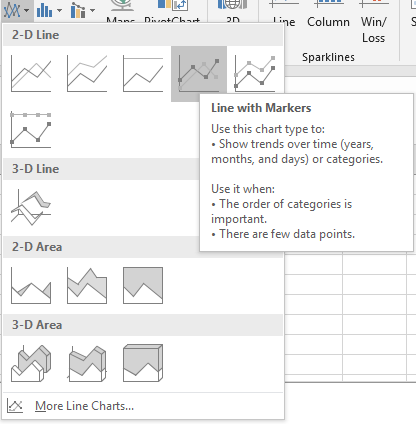 Maps PivotChart 3D Line Column Win/
Loss
Sparklines
2-D Line
3-D Line
2-D Area
3-D Area
More Line Charts...
Line with Markers
Use this chart type to:
• Show trends over time (years,
months, and days) or categories.
Use it when:
• The order of categories is
important.
• There are few data points.